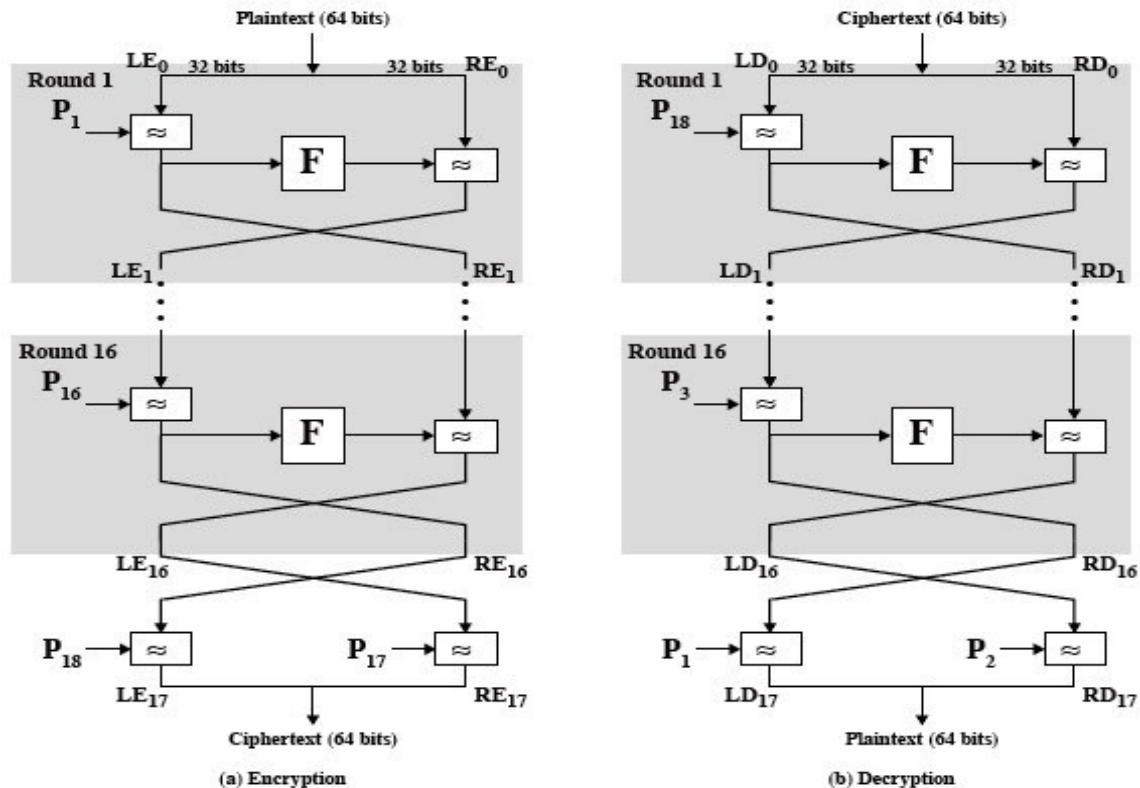 Plaintext (64 bits)
LE0 32 bits 32 bits RE0
Round 1
P1
≈
F
≈
LE1 RE1
Round 16
P16
≈
F
≈
LE16 RE16
P18 ≈ P17 ≈
LE17 RE17
Ciphertext (64 bits)
(a) Encryption
Ciphertext (64 bits)
LD0 32 bits 32 bits RD0
Round 1
P18
≈
F
≈
LD1 RD1
Round 16
P3
≈
F
≈
LD16 RD16
P1 ≈ P2 ≈
LD17 RD17
Plaintext (64 bits)
(b) Decryption